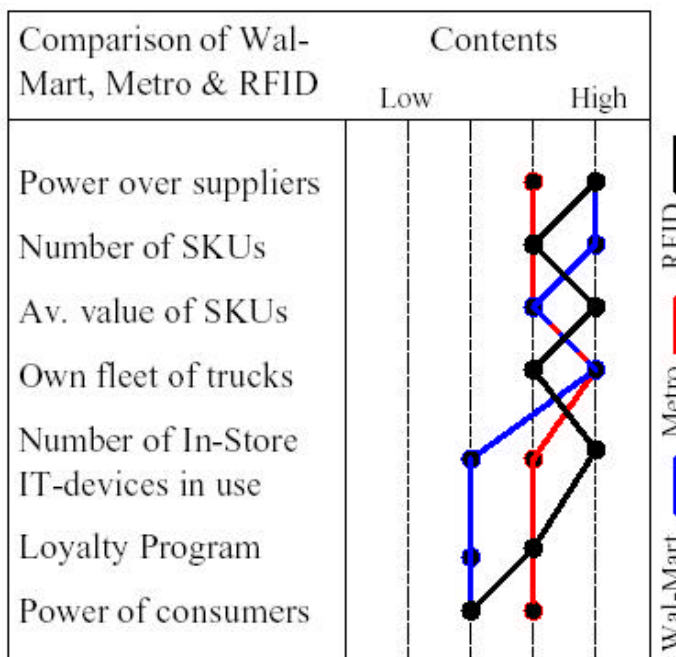 Comparison of Wal-
Mart, Metro & RFID
Contents
Low
High
Power over suppliers
Number of SKUs
Av. value of SKUs
Own fleet of trucks
Number of In-Store
IT-devices in use
Loyalty Program
Power of consumers
RFID
Metro
Wal-Mart